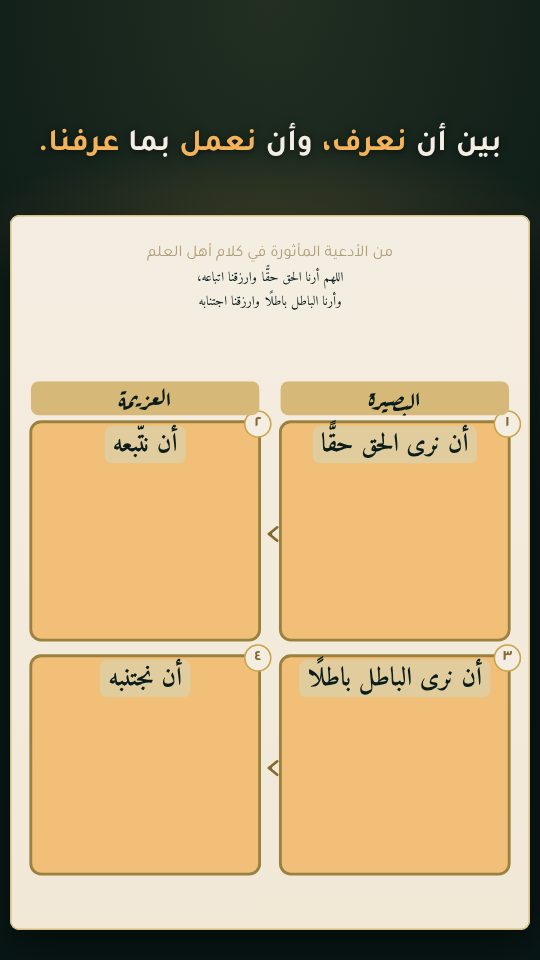 بين أن نعرف، وأن نعمل بما عرفنا.
من الأدعية المأثورة في كلام أهل العلم
اللهم أرنا الحق حقًّا وارزقنا اتباعه،
وأرنا الباطل باطلًا وارزقنا اجتنابه
البصيرة
العزيمة
١
أن نرى الحق حقًّا
٢
أن نتّبعه
٣
أن نرى الباطل باطلًا
٤
أن نجتنبه